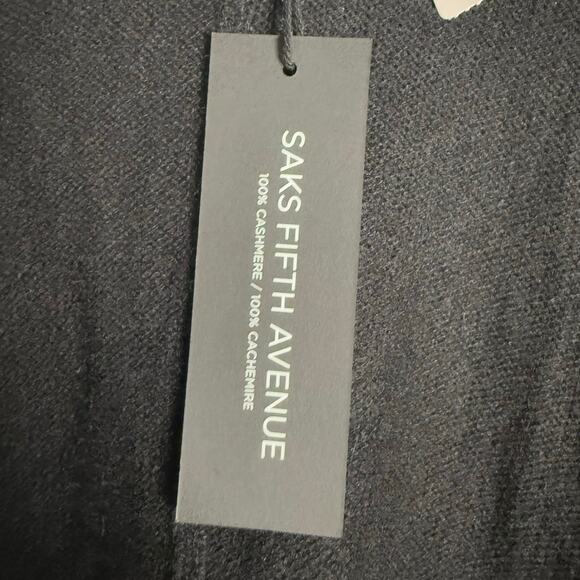 SAKS FIFTH AVENUE
100% CASHMERE / 100% CACHEMIRE